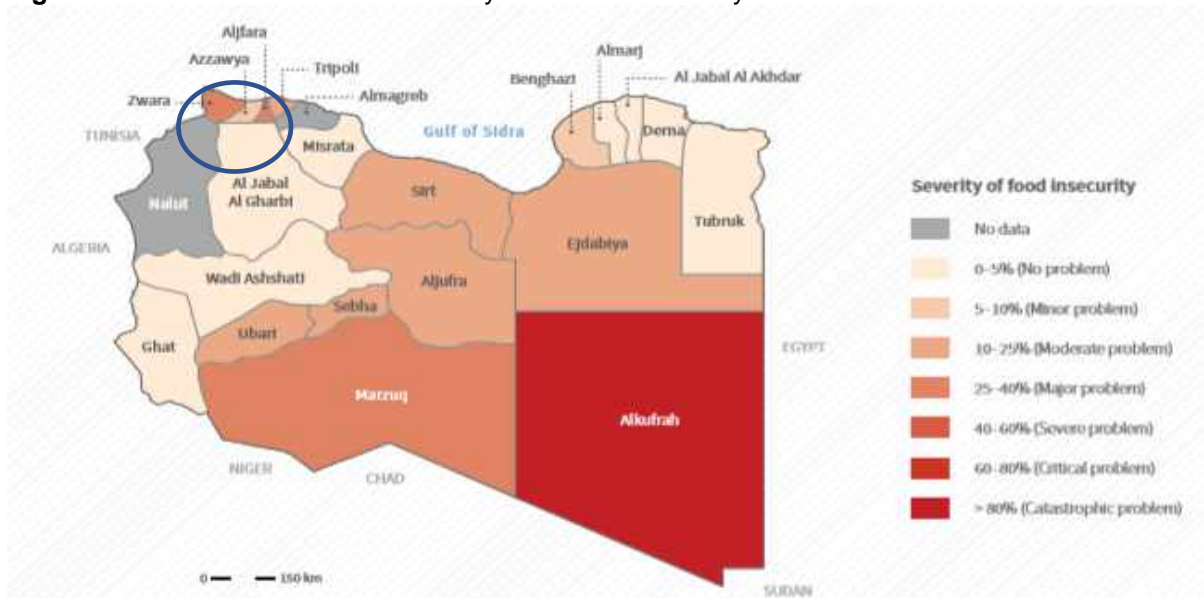 Aljfara
Azzawya
Tripoli
Zwara
Almagreb
Almarj
Benghazi
Al Jabal Al Akhdar
TUNISIA
Gulf of Sidra
Misrata
Derna
Nalut
Al Jabal
Al Gharbi
Sirt
Tubruk
ALGERIA
Ejdabiya
Wadi Ashshati
Aljufra
Sebha
Ubari
Ghat
EGYPT
Marzuq
Alkufrah
NIGER
CHAD
SUDAN
0
150 km
Severity of food insecurity
No data
0-5% (No problem)
5-10% (Minor problem)
10-25% (Moderate problem)
25-40% (Major problem)
40-60% (Severe problem)
60-80% (Critical problem)
> 80% (Catastrophic problem)